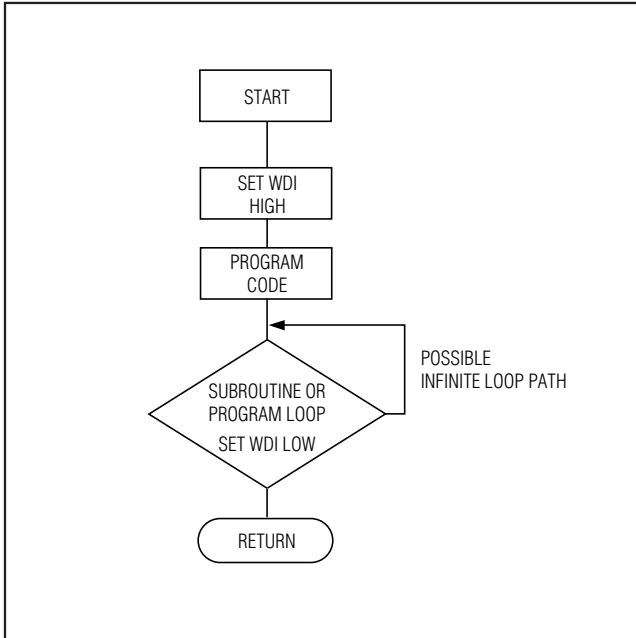 START
SET WDI
HIGH
PROGRAM
CODE
POSSIBLE
INFINITE LOOP PATH
SUBROUTINE OR
PROGRAM LOOP
SET WDI LOW
RETURN